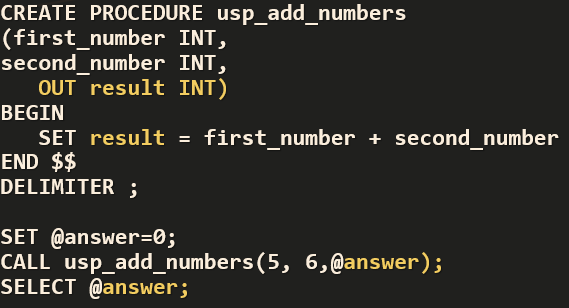 CREATE PROCEDURE usp_add_numbers
(first_number INT,
second_number INT,
OUT result INT)
BEGIN
SET result = first_number + second_number
END $$
DELIMITER ;
SET @answer=0;
CALL usp_add_numbers(5, 6,@answer);
SELECT @answer;